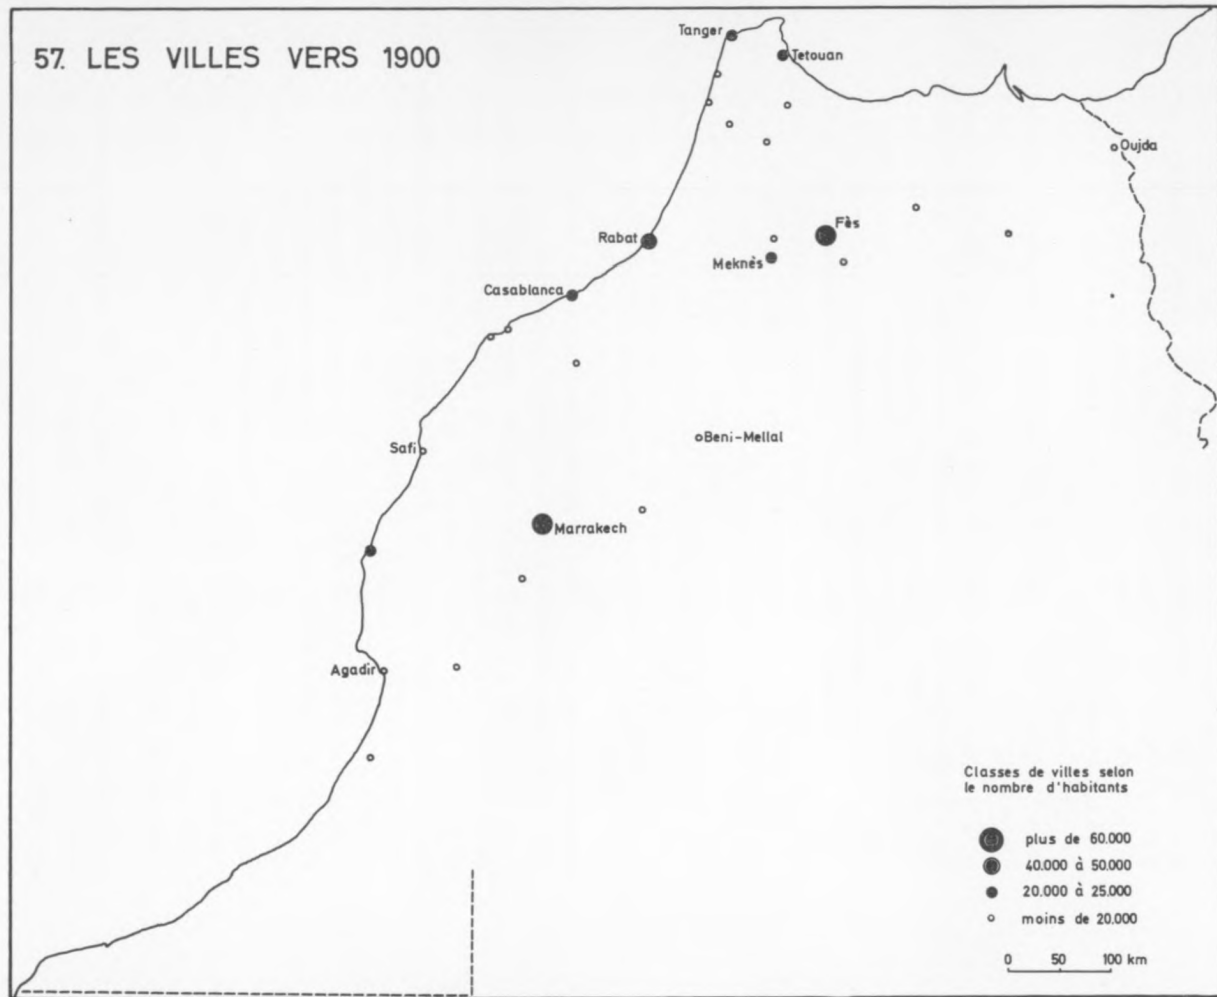 57. LES VILLES VERS 1900
Tanger
Tetouan
Oujda
Fès
Rabat
Meknès
Casablanca
Beni-Mellal
Safi
Marrakech
Agadir
Classes de villes selon
le nombre d'habitants
plus de 60.000
40.000 à 50.000
20.000 à 25.000
moins de 20.000
0 50 100 km